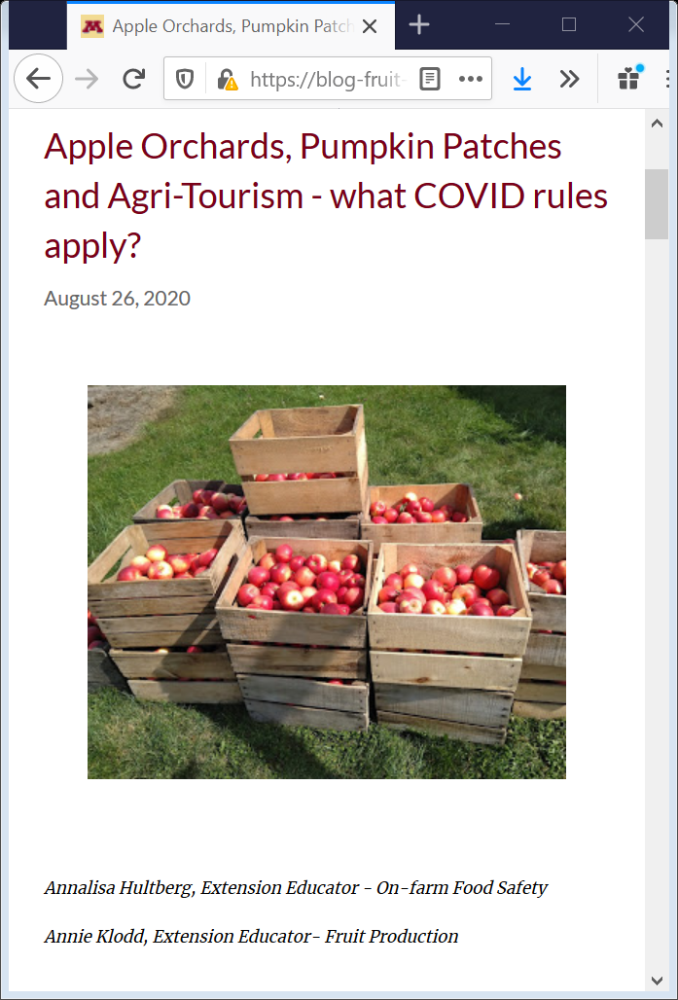 Apple Orchards, Pumpkin Patch
https://blog-fruit-
Apple Orchards, Pumpkin Patches
and Agri-Tourism - what COVID rules
apply?
August 26, 2020
Annalisa Hultberg, Extension Educator - On-farm Food Safety
Annie Klodd, Extension Educator- Fruit Production